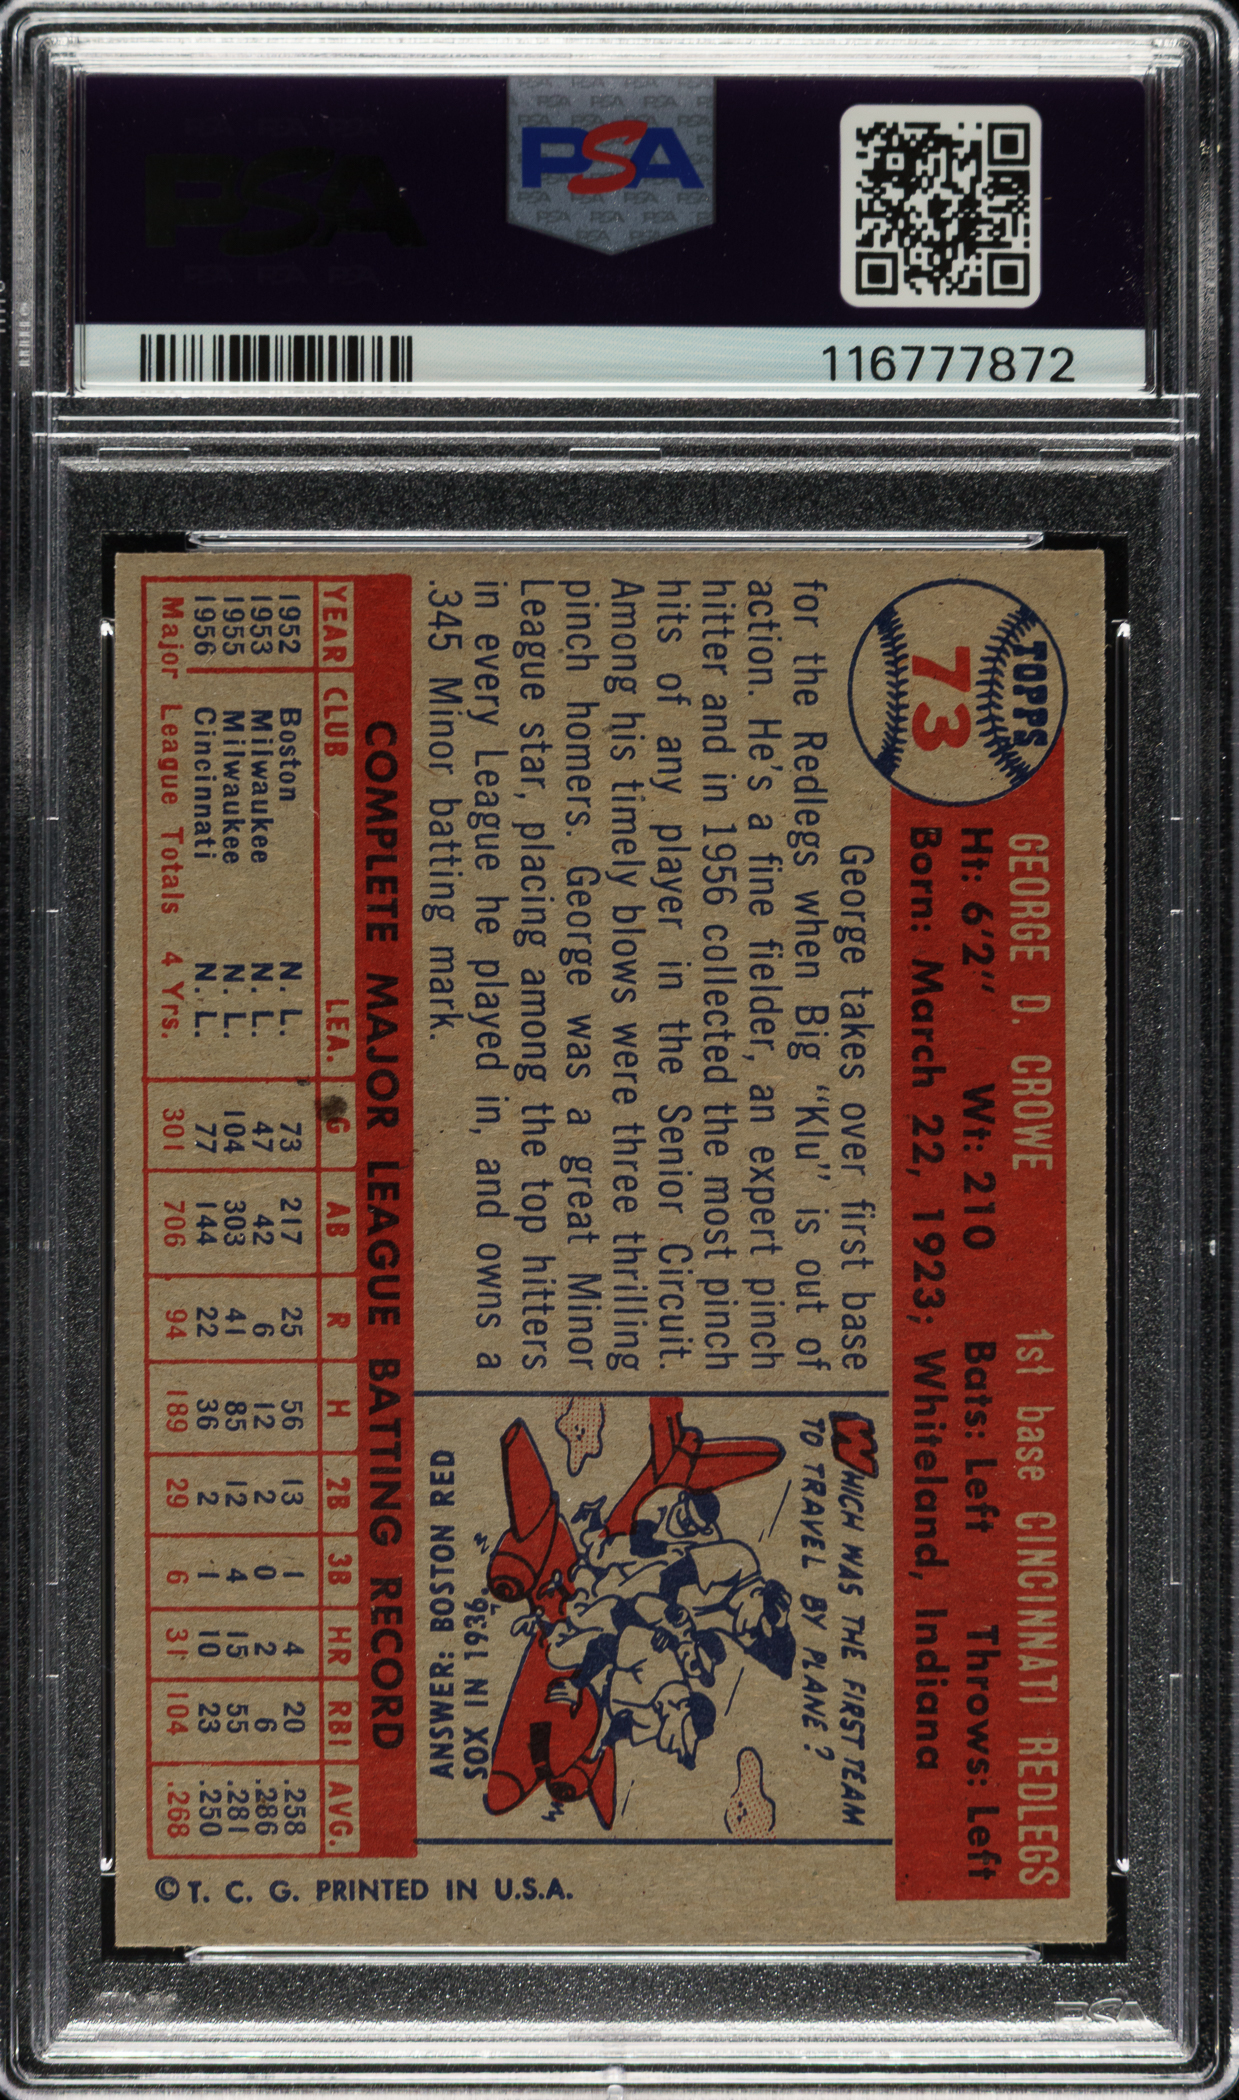 PSA
116777872
TOPPS
73
GEORGE D. CROWE 1st base CINCINNATI REDLEGS
Ht: 6'2" Wt: 210 Bats: Left Throws: Left
Born: March 22, 1923; Whiteland, Indiana
George takes over first base
for the Redlegs when Big "Klu" is out of
action. He's a fine fielder, an expert pinch
hitter and in 1956 collected the most pinch
hits of any player in the Senior Circuit.
Among his timely blows were three thrilling
pinch homers. George was a great Minor
League star, placing among the top hitters
in every League he played in, and owns a
.345 Minor batting mark.
WHICH WAS THE FIRST TEAM
TO TRAVEL BY PLANE?
ANSWER: BOSTON RED
SOX IN 1936.
COMPLETE MAJOR LEAGUE BATTING RECORD
YEAR CLUB LEA. G AB R H 2B 3B HR RBI AVG.
1952 Boston N. L. 73 217 25 56 13 1 4 20 .258
1953 Milwaukee N. L. 47 42 6 12 2 0 2 6 .286
1955 Milwaukee N. L. 104 303 41 85 12 4 15 55 .281
1956 Cincinnati N. L. 77 144 22 36 2 1 10 23 .250
Major League Totals 4 Yrs. 301 706 94 189 29 6 31 104 .268
© T. C. G. PRINTED IN U.S.A.
PSA